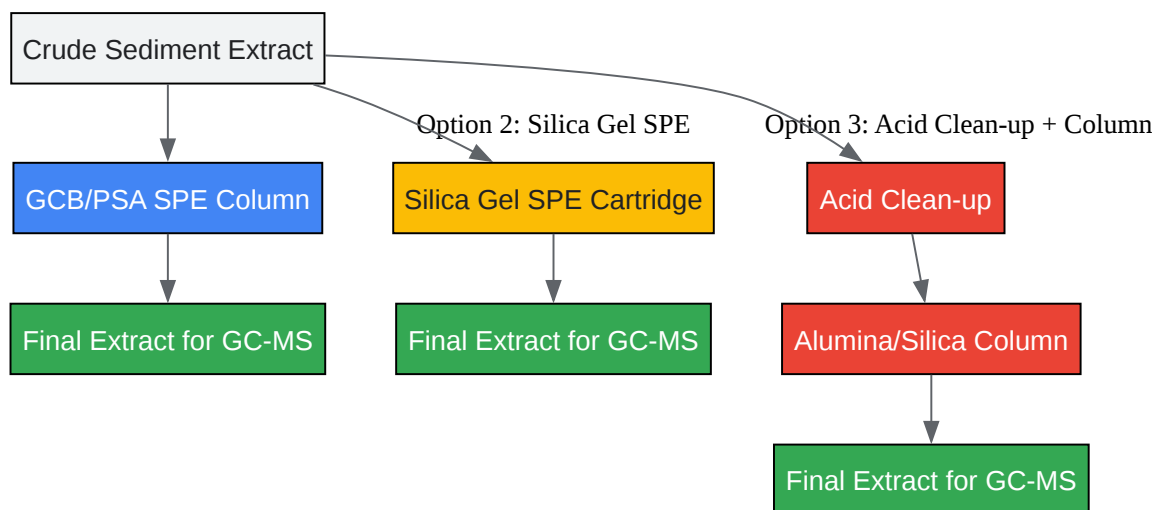 Crude Sediment Extract
Option 2: Silica Gel SPE
Option 3: Acid Clean-up + Column
GCB/PSA SPE Column
Silica Gel SPE Cartridge
Acid Clean-up
Final Extract for GC-MS
Final Extract for GC-MS
Alumina/Silica Column
Final Extract for GC-MS